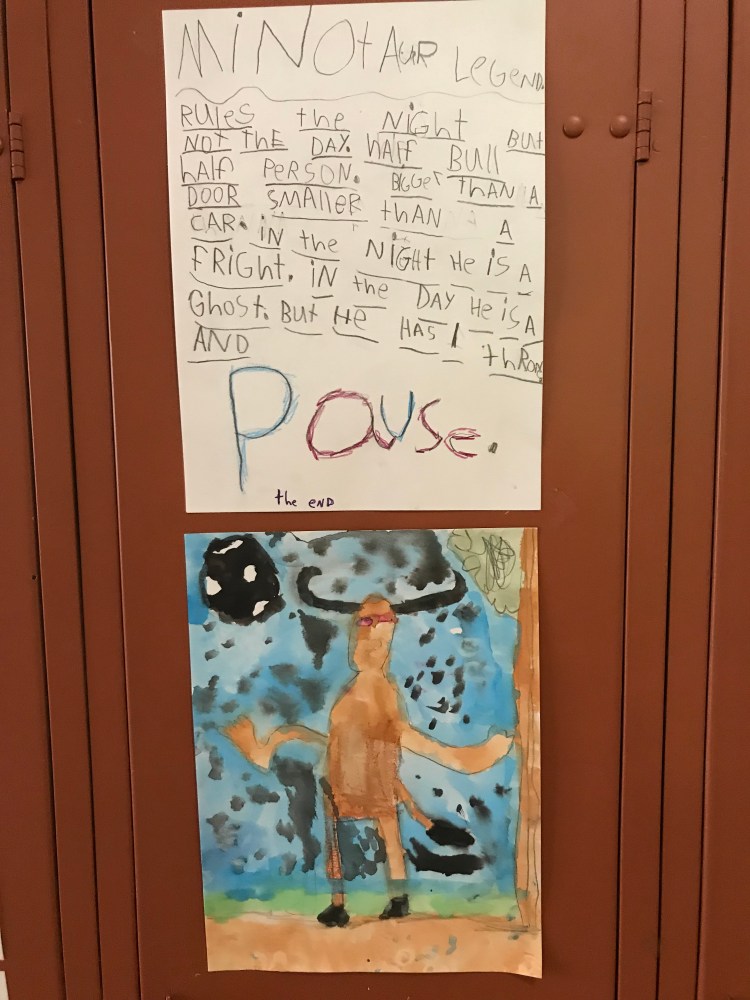 MiNOtAUR LEGEND.
RULES the NIGHT BUt
NOT tHE DAY. hALf BULL
hALf PERSON. BIGGER tHAN A
DOOR SMALLER tHAN A
CAR. iN the NIGHt HE iS A
FRIGHt. iN the DAY HE iS A
GhOSt. BUt HE HAS 1
AND
POUSE.
the END